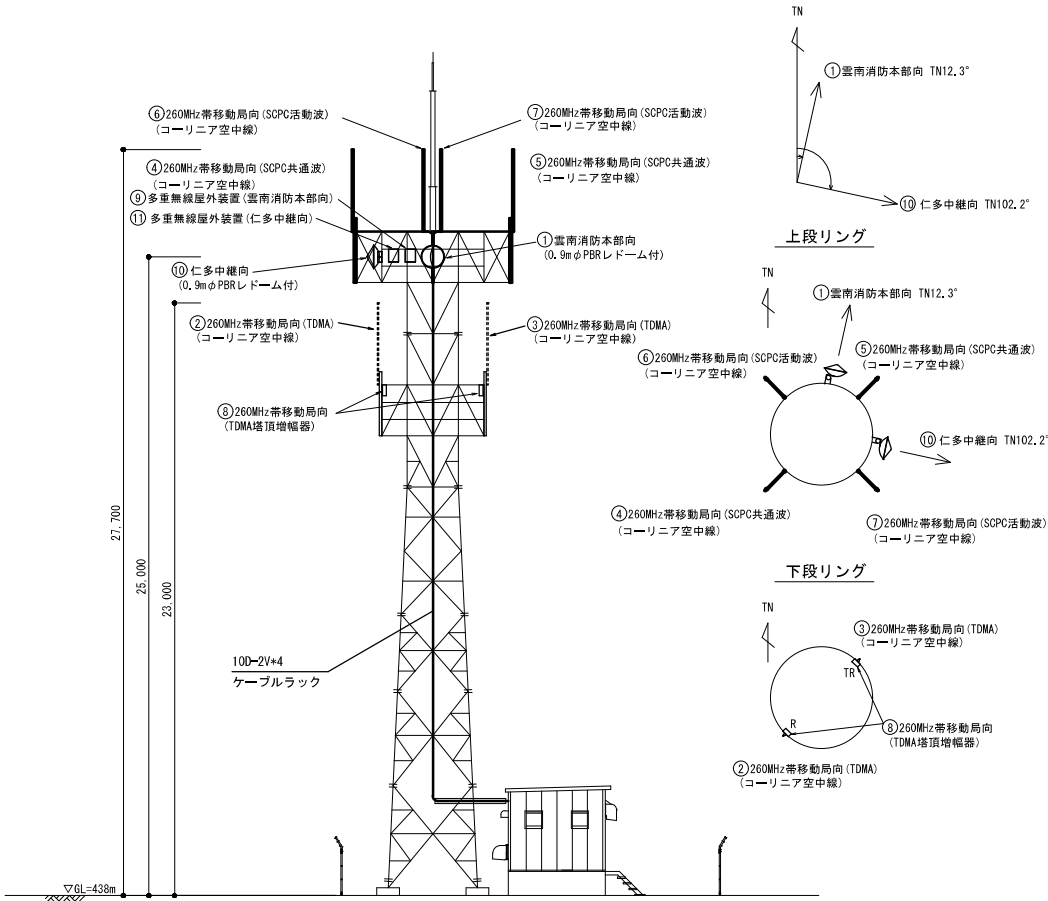 ⑥260MHz帯移動局向(SCPC活動波)
(コーリニア空中線)
⑦260MHz帯移動局向(SCPC活動波)
(コーリニア空中線)
④260MHz帯移動局向(SCPC共通波)
(コーリニア空中線)
⑤260MHz帯移動局向(SCPC共通波)
(コーリニア空中線)
⑨多重無線屋外装置(雲南消防本部向)
⑪多重無線屋外装置(仁多中継向)
①雲南消防本部向
(0.9mφPBRレドーム付)
⑩仁多中継向
(0.9mφPBRレドーム付)
②260MHz帯移動局向(TDMA)
(コーリニア空中線)
③260MHz帯移動局向(TDMA)
(コーリニア空中線)
⑧260MHz帯移動局向
(TDMA塔頂増幅器)
27.700
25.000
23.000
10D-2V*4
ケーブルラック
▽GL=438m
TN
①雲南消防本部向 TN12.3°
⑩仁多中継向 TN102.2°
上段リング
TN
①雲南消防本部向 TN12.3°
⑥260MHz帯移動局向(SCPC活動波)
(コーリニア空中線)
⑤260MHz帯移動局向(SCPC共通波)
(コーリニア空中線)
⑩仁多中継向 TN102.2°
④260MHz帯移動局向(SCPC共通波)
(コーリニア空中線)
⑦260MHz帯移動局向(SCPC活動波)
(コーリニア空中線)
下段リング
TN
③260MHz帯移動局向(TDMA)
(コーリニア空中線)
TR
R
⑧260MHz帯移動局向
(TDMA塔頂増幅器)
②260MHz帯移動局向(TDMA)
(コーリニア空中線)